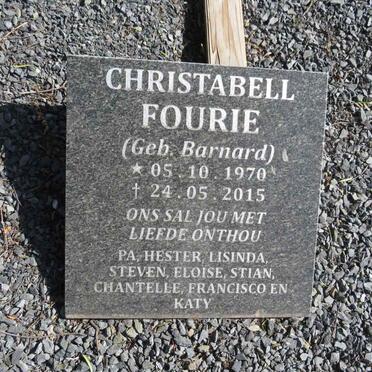 CHRISTABELL
FOURIE
(Geb. Barnard)
★ 05.10.1970
† 24.05.2015
ONS SAL JOU MET
LIEFDE ONTHOU
PA, HESTER, LISINDA,
STEVEN, ELOISE, STIAN,
CHANTELLE, FRANCISCO EN
KATY